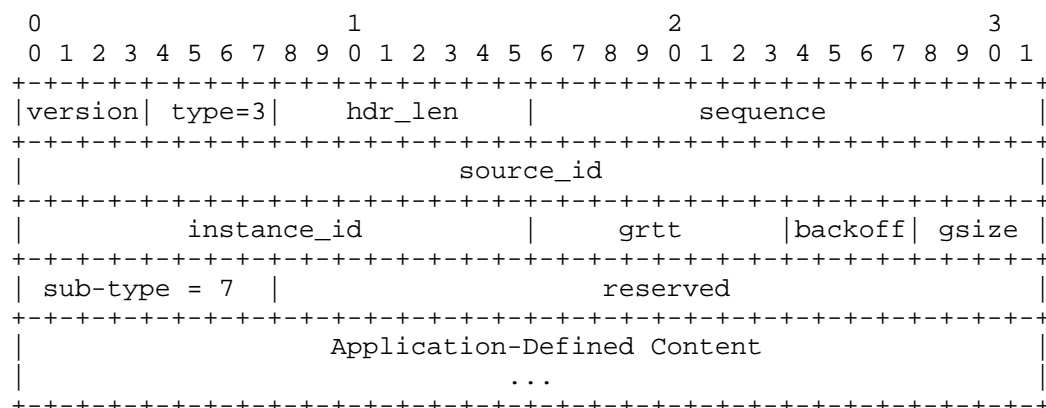 0                   1                   2                   3
 0 1 2 3 4 5 6 7 8 9 0 1 2 3 4 5 6 7 8 9 0 1 2 3 4 5 6 7 8 9 0 1
+-+-+-+-+-+-+-+-+-+-+-+-+-+-+-+-+-+-+-+-+-+-+-+-+-+-+-+-+-+-+-+-+
|version| type=3|    hdr_len    |          sequence             |
+-+-+-+-+-+-+-+-+-+-+-+-+-+-+-+-+-+-+-+-+-+-+-+-+-+-+-+-+-+-+-+-+
|                           source_id                           |
+-+-+-+-+-+-+-+-+-+-+-+-+-+-+-+-+-+-+-+-+-+-+-+-+-+-+-+-+-+-+-+-+
|          instance_id          |     grtt      |backoff| gsize |
+-+-+-+-+-+-+-+-+-+-+-+-+-+-+-+-+-+-+-+-+-+-+-+-+-+-+-+-+-+-+-+-+
| sub-type = 7  |                    reserved                   |
+-+-+-+-+-+-+-+-+-+-+-+-+-+-+-+-+-+-+-+-+-+-+-+-+-+-+-+-+-+-+-+-+
|                   Application-Defined Content                 |
|                              ...                              |
+-+-+-+-+-+-+-+-+-+-+-+-+-+-+-+-+-+-+-+-+-+-+-+-+-+-+-+-+-+-+-+-+